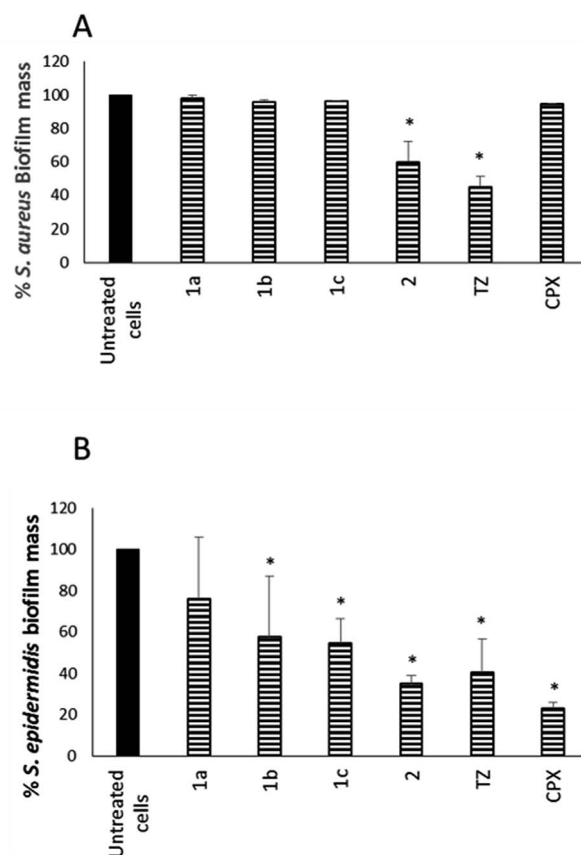 A
% S. aureus Biofilm mass
120
100
80
60
40
20
0
*
*
Untreated
cells
1a
1b
1c
2
TZ
CPX
B
% S. epidermidis biofilm mass
120
100
80
60
40
20
0
*
*
*
*
*
Untreated
cells
1a
1b
1c
2
TZ
CPX